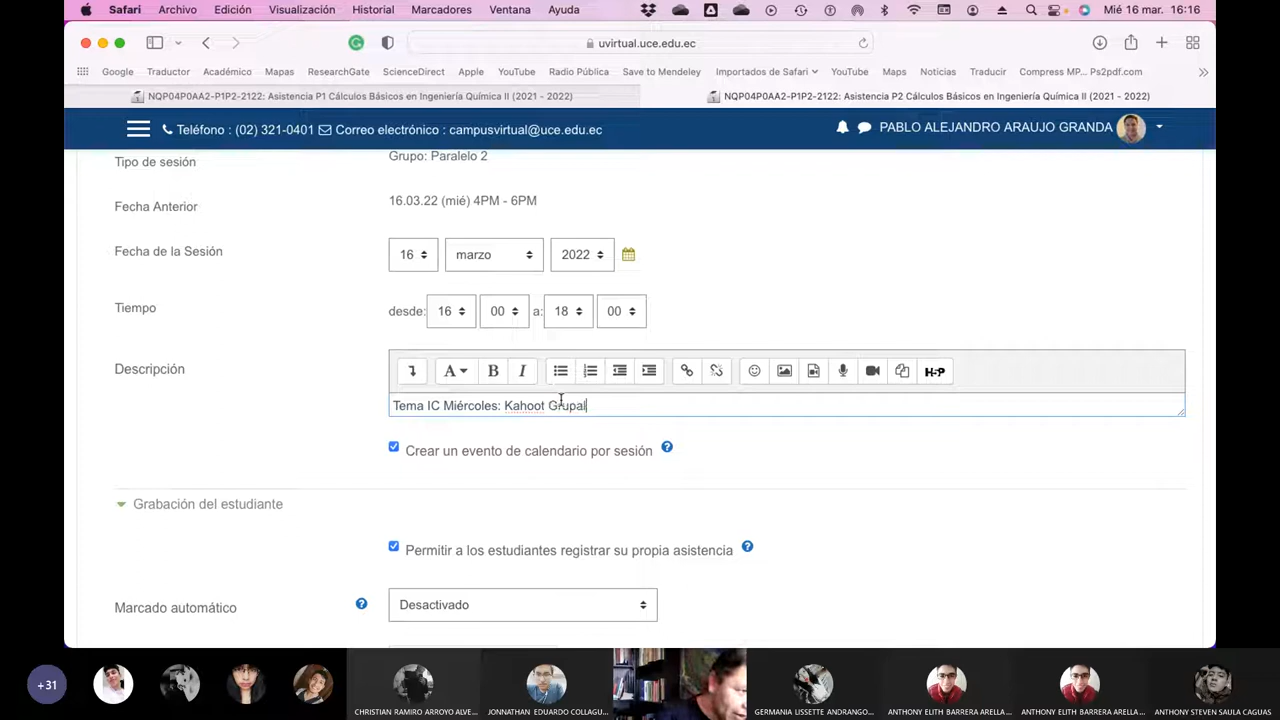 Safari Archivo Edición Visualización Historial Marcadores Ventana Ayuda Mié 16 mar. 16:16
uvirtual.uce.edu.ec
Google Traductor Académico Mapas ResearchGate ScienceDirect Apple YouTube Radio Pública Save to Mendeley Importados de Safari YouTube Maps Noticias Traducir Compress MP... Ps2pdf.com
NQP04P0AA2-P1P2-2122: Asistencia P1 Cálculos Básicos en Ingeniería Química II (2021 - 2022) NQP04P0AA2-P1P2-2122: Asistencia P2 Cálculos Básicos en Ingeniería Química II (2021 - 2022)
Teléfono : (02) 321-0401 Correo electrónico : campusvirtual@uce.edu.ec PABLO ALEJANDRO ARAUJO GRANDA
Tipo de sesión Grupo: Paralelo 2
Fecha Anterior 16.03.22 (mié) 4PM - 6PM
Fecha de la Sesión 16 marzo 2022
Tiempo desde: 16 00 a: 18 00
Descripción A B I H-P
Tema IC Miércoles: Kahoot Grupal
Crear un evento de calendario por sesión ?
Grabación del estudiante
Permitir a los estudiantes registrar su propia asistencia ?
Marcado automático ? Desactivado
+31 CHRISTIAN RAMIRO ARROYO ALVE... JONNATHAN EDUARDO COLLAGU... GERMANIA LISSETTE ANDRANGO... ANTHONY ELITH BARRERA ARELLA... ANTHONY ELITH BARRERA ARELLA... ANTHONY STEVEN SAULA CAGUAS